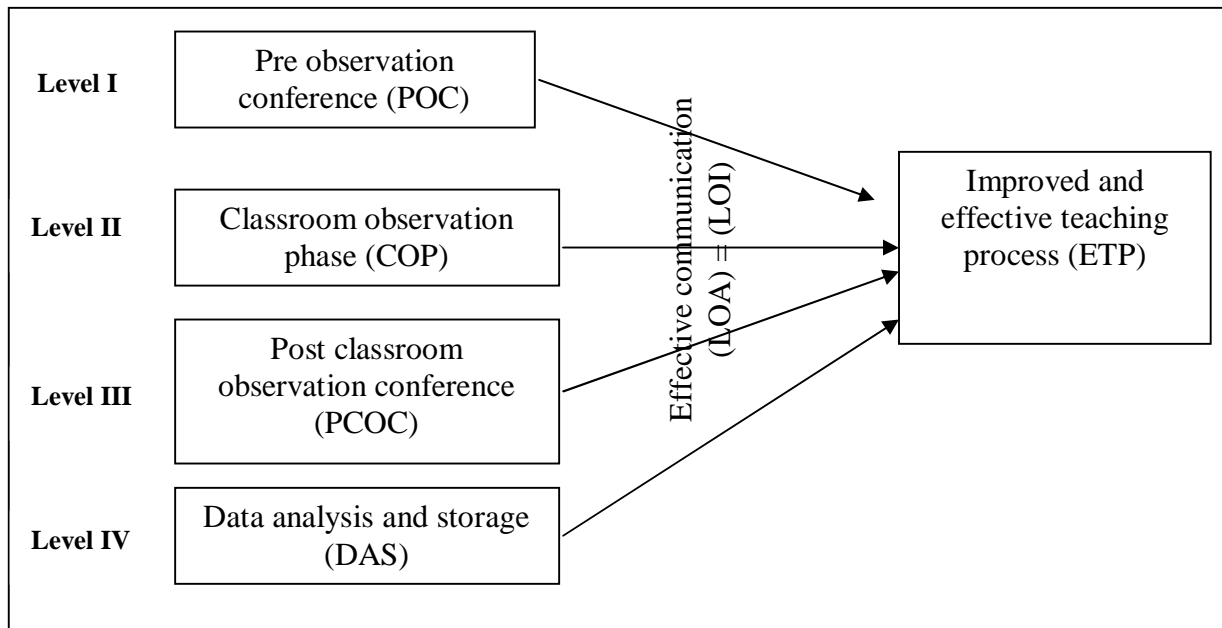 Level I
Pre observation
conference (POC)
Level II
Classroom observation
phase (COP)
Level III
Post classroom
observation conference
(PCOC)
Level IV
Data analysis and storage
(DAS)
Effective communication
(LOA) = (LOI)
Improved and
effective teaching
process (ETP)